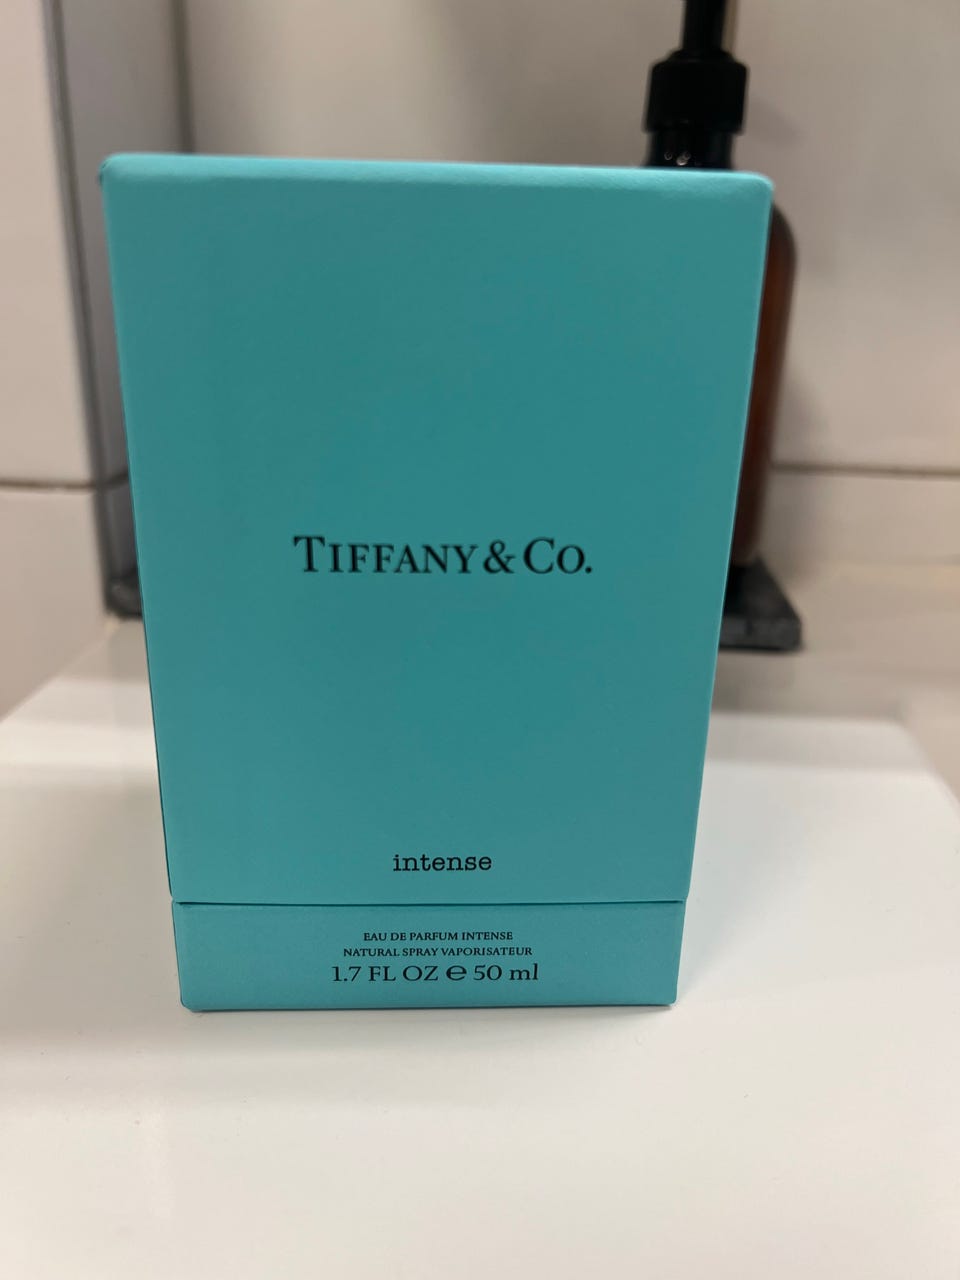 TIFFANY & CO.
intense
EAU DE PARFUM INTENSE
NATURAL SPRAY VAPORISATEUR
1.7 FL OZ ℮ 50 ml